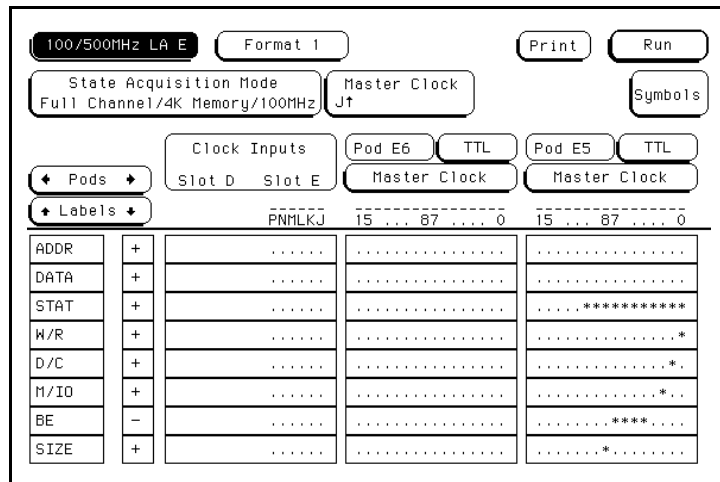 100/500MHz LA E Format 1 Print Run
State Acquisition Mode
Full Channel/4K Memory/100MHz
Master Clock
J↑
Symbols
Clock Inputs
Slot D Slot E
Pod E6 TTL
Master Clock
Pod E5 TTL
Master Clock
← Pods →
↑ Labels ↓
PNMLKJ 15 ... 87 .... 0 15 ... 87 .... 0
ADDR + ...... ................ ................
DATA + ...... ................ ................
STAT + ...... ................ .....***********
W/R + ...... ................ ...............*
D/C + ...... ................ ..............*.
M/IO + ...... ................ .............*..
BE - ...... ................ ........****....
SIZE + ...... ................ .......*........